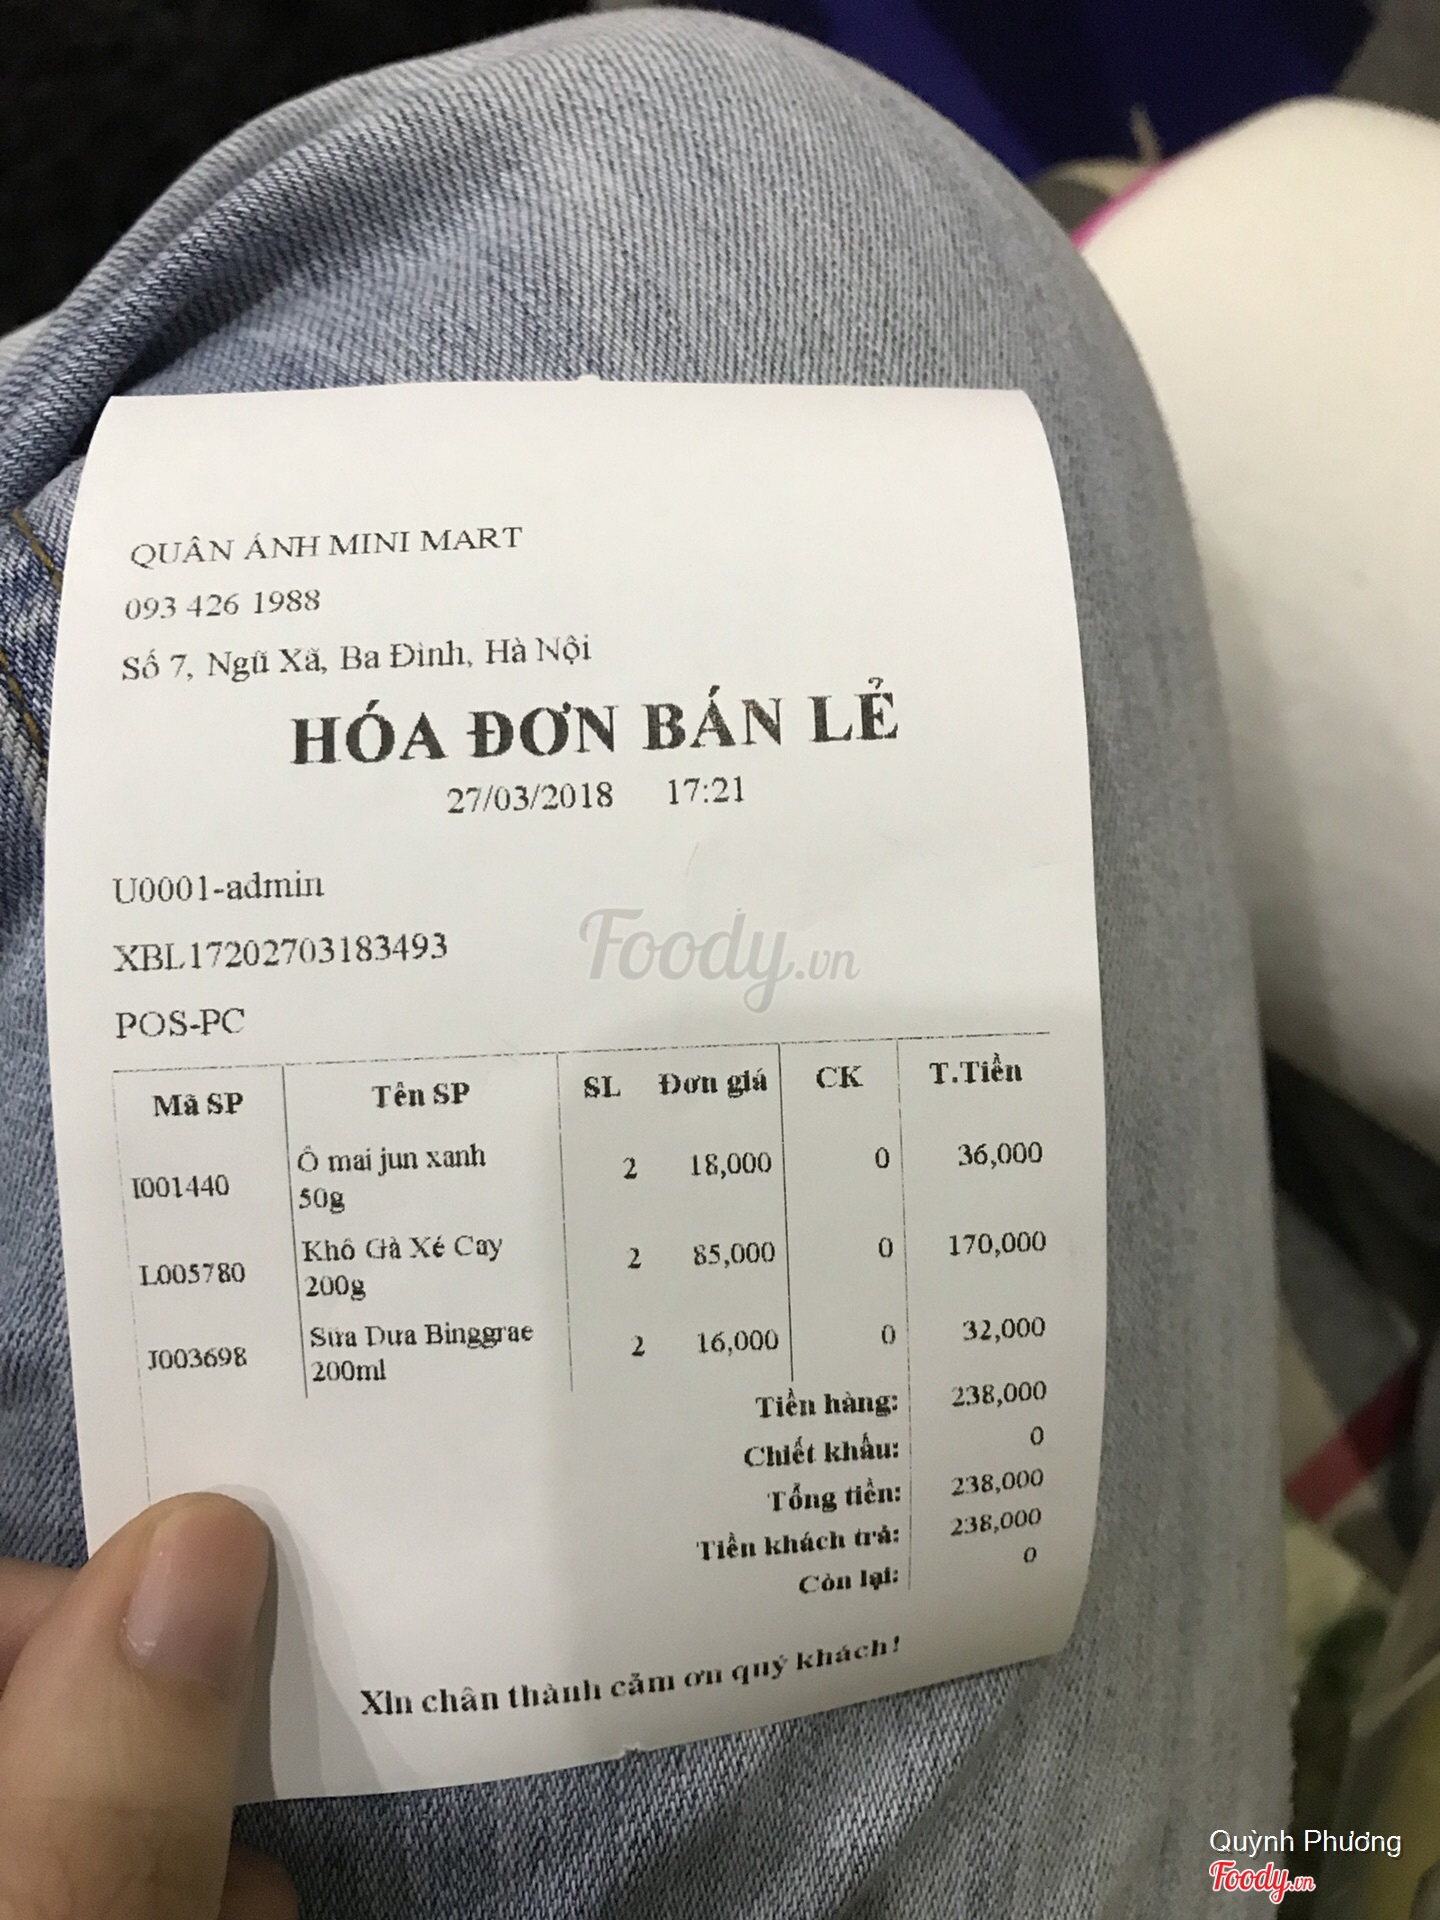 QUÂN ÁNH MINI MART
093 426 1988
Số 7, Ngũ Xã, Ba Đình, Hà Nội
HÓA ĐƠN BÁN LẺ
27/03/2018 17:21
U0001-admin
XBL17202703183493
POS-PC
Foody.vn
Mã SP Tên SP SL Đơn giá CK T.Tiền
I001440 Ô mai jun xanh 2 18,000 0 36,000
50g
L005780 Khô Gà Xé Cay 2 85,000 0 170,000
200g
J003698 Sữa Dưa Binggrae 2 16,000 0 32,000
200ml
Tiền hàng: 238,000
Chiết khấu: 0
Tổng tiền: 238,000
Tiền khách trả: 238,000
Còn lại: 0
Xin chân thành cảm ơn quý khách!
Quỳnh Phương
Foody.vn